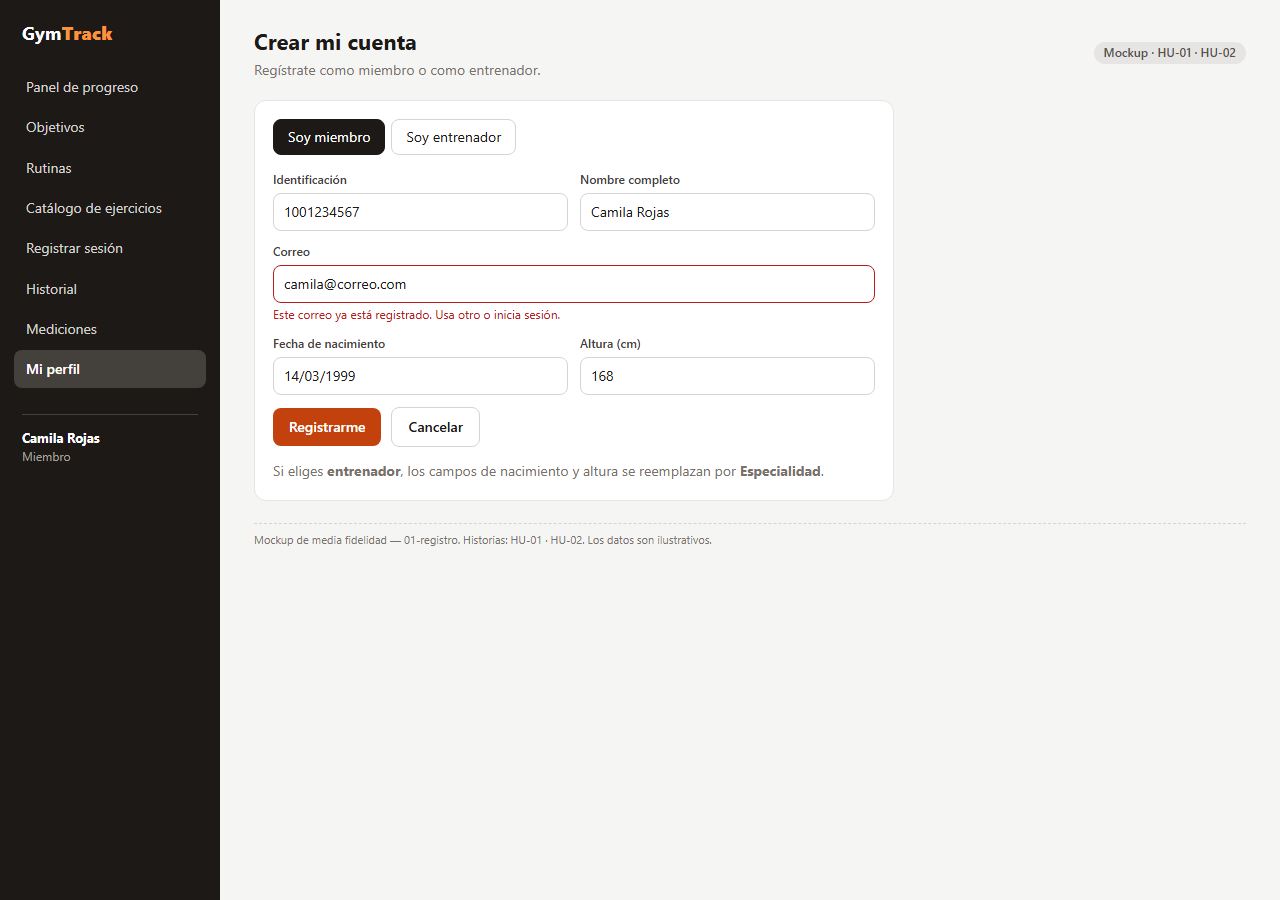 GymTrack
Panel de progreso
Objetivos
Rutinas
Catálogo de ejercicios
Registrar sesión
Historial
Mediciones
Mi perfil
Camila Rojas
Miembro
Crear mi cuenta
Regístrate como miembro o como entrenador.
Mockup · HU-01 · HU-02
Soy miembro
Soy entrenador
Identificación
Nombre completo
1001234567
Camila Rojas
Correo
camila@correo.com
Este correo ya está registrado. Usa otro o inicia sesión.
Fecha de nacimiento
Altura (cm)
14/03/1999
168
Registrarme
Cancelar
Si eliges entrenador, los campos de nacimiento y altura se reemplazan por Especialidad.
Mockup de media fidelidad — 01-registro. Historias: HU-01 · HU-02. Los datos son ilustrativos.